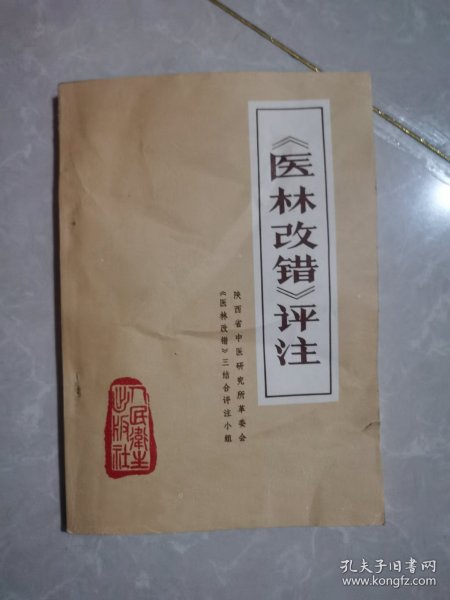 《医林改错》评注
陕西省中医研究所革委会
《医林改错》三结合评注小组
人民卫生
出版社
孔夫子旧书网
www.kongfz.com